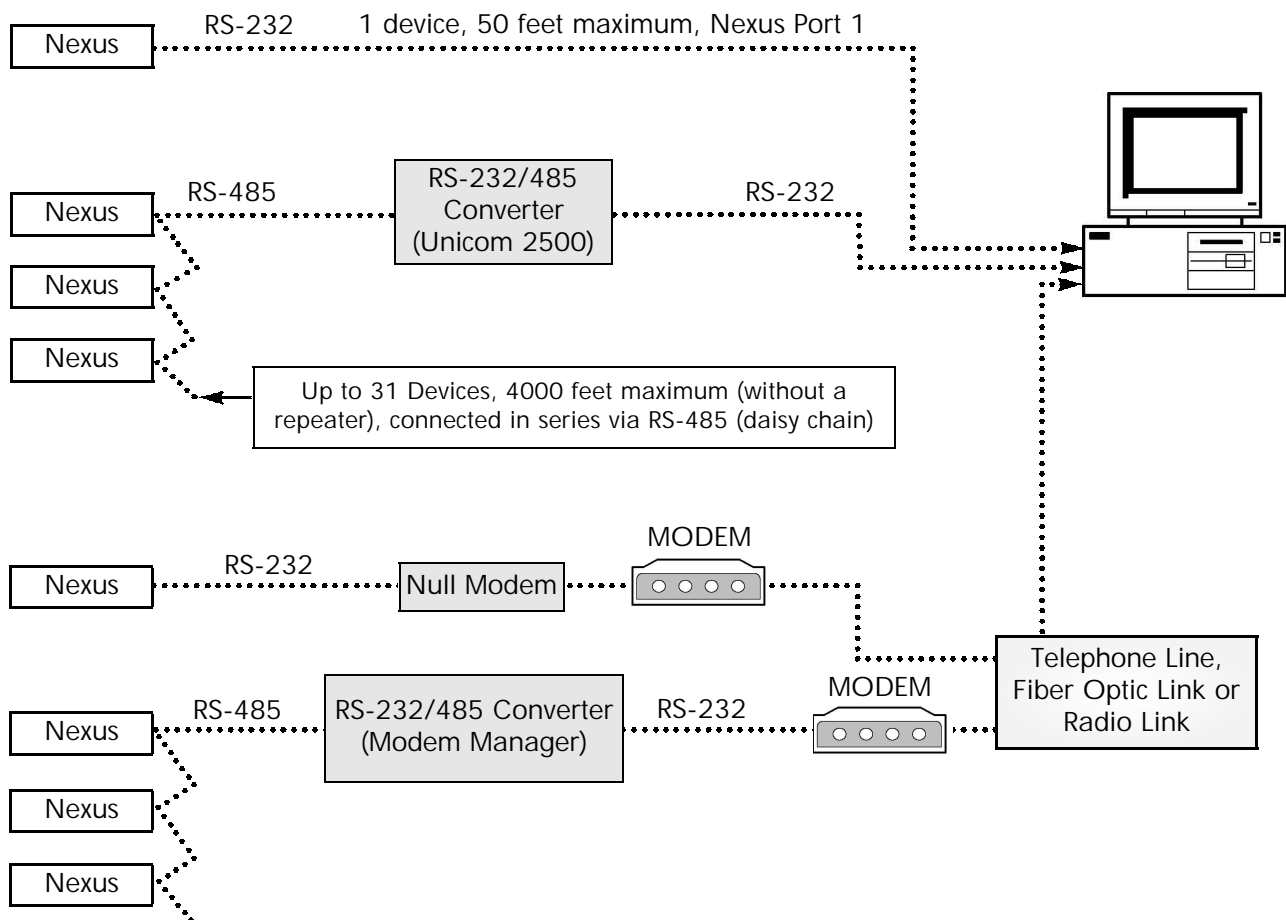 Nexus
RS-232
1 device, 50 feet maximum, Nexus Port 1
Nexus
RS-485
RS-232/485
Converter
(Unicom 2500)
RS-232
Nexus
Nexus
Up to 31 Devices, 4000 feet maximum (without a
repeater), connected in series via RS-485 (daisy chain)
Nexus
RS-232
Null Modem
MODEM
Nexus
RS-485
RS-232/485 Converter
(Modem Manager)
RS-232
MODEM
Telephone Line,
Fiber Optic Link or
Radio Link
Nexus
Nexus